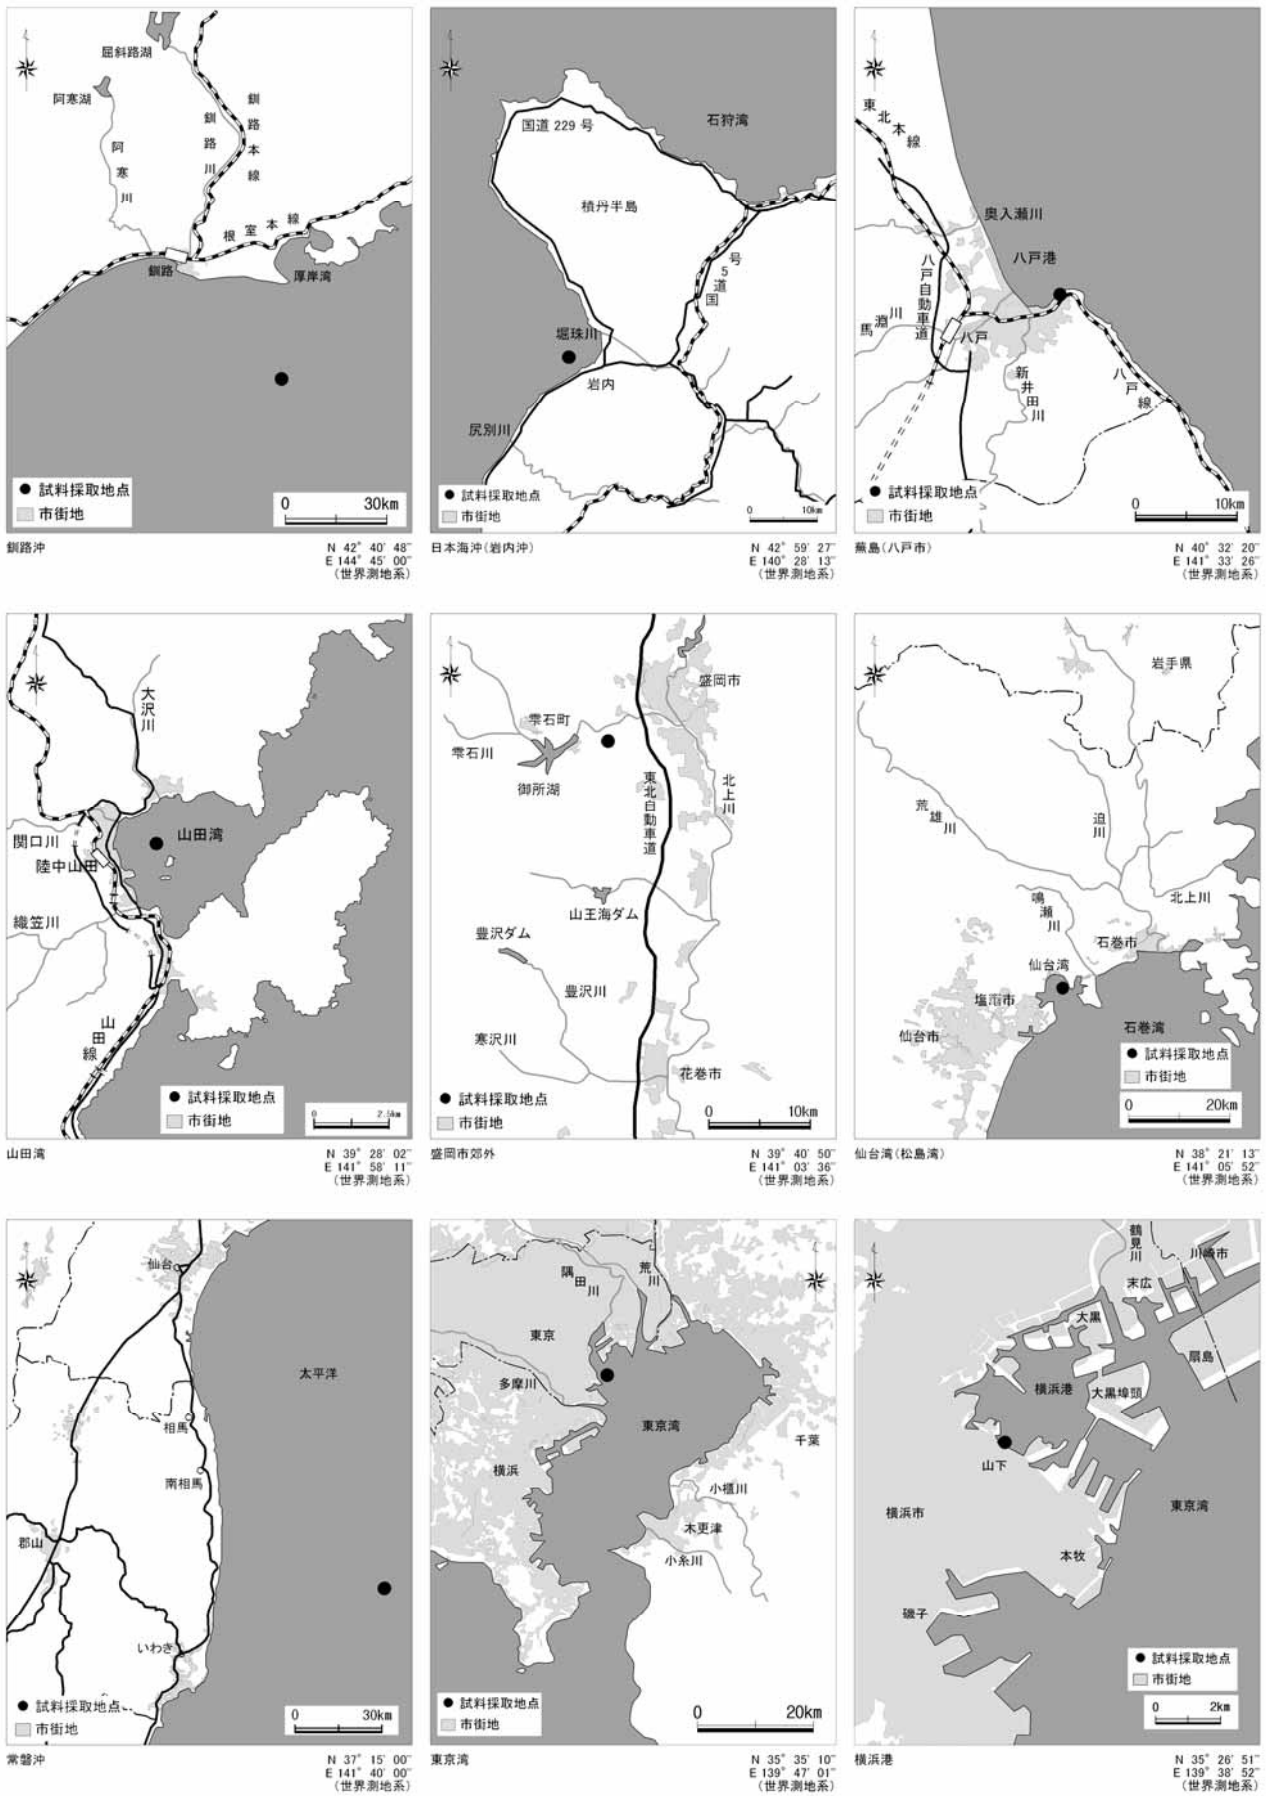 屈斜路湖
阿寒湖
釧路本線
釧路川
阿寒川
根室本線
釧路
厚岸湾
試料採取地点
市街地
0 30km
釧路沖
N 42° 40′ 48″
E 144° 45′ 00″
(世界測地系)
石狩湾
国道229号
積丹半島
号5道国
堀珠川
岩内
尻別川
試料採取地点
市街地
0 10km
日本海沖(岩内沖)
N 42° 59′ 27″
E 140° 28′ 13″
(世界測地系)
東北本線
奥入瀬川
八戸港
八戸自動車道
馬淵川
八戸
新井田川
八戸線
試料採取地点
市街地
0 10km
蕪島(八戸市)
N 40° 32′ 20″
E 141° 33′ 26″
(世界測地系)
大沢川
山田湾
関口川
陸中山田
織笠川
山田線
試料採取地点
市街地
0 2.5km
山田湾
N 39° 28′ 02″
E 141° 58′ 11″
(世界測地系)
盛岡市
雫石町
雫石川
御所湖
東北自動車道
北上川
山王海ダム
豊沢ダム
豊沢川
寒沢川
花巻市
試料採取地点
市街地
0 10km
盛岡市郊外
N 39° 40′ 50″
E 141° 03′ 36″
(世界測地系)
岩手県
荒雄川
迫川
北上川
鳴瀬川
石巻市
仙台湾
塩竈市
石巻湾
仙台市
試料採取地点
市街地
0 20km
仙台湾(松島湾)
N 38° 21′ 13″
E 141° 05′ 52″
(世界測地系)
仙台
太平洋
相馬
南相馬
郡山
いわき
試料採取地点
市街地
0 30km
常磐沖
N 37° 15′ 00″
E 141° 40′ 00″
(世界測地系)
荒川
隅田川
東京
多摩川
東京湾
千葉
横浜
小櫃川
木更津
小糸川
試料採取地点
市街地
0 20km
東京湾
N 35° 35′ 10″
E 139° 47′ 01″
(世界測地系)
鶴見川
川崎市
末広
大黒
扇島
横浜港
大黒埠頭
山下
横浜市
東京湾
本牧
磯子
試料採取地点
市街地
0 2km
横浜港
N 35° 26′ 51″
E 139° 38′ 52″
(世界測地系)